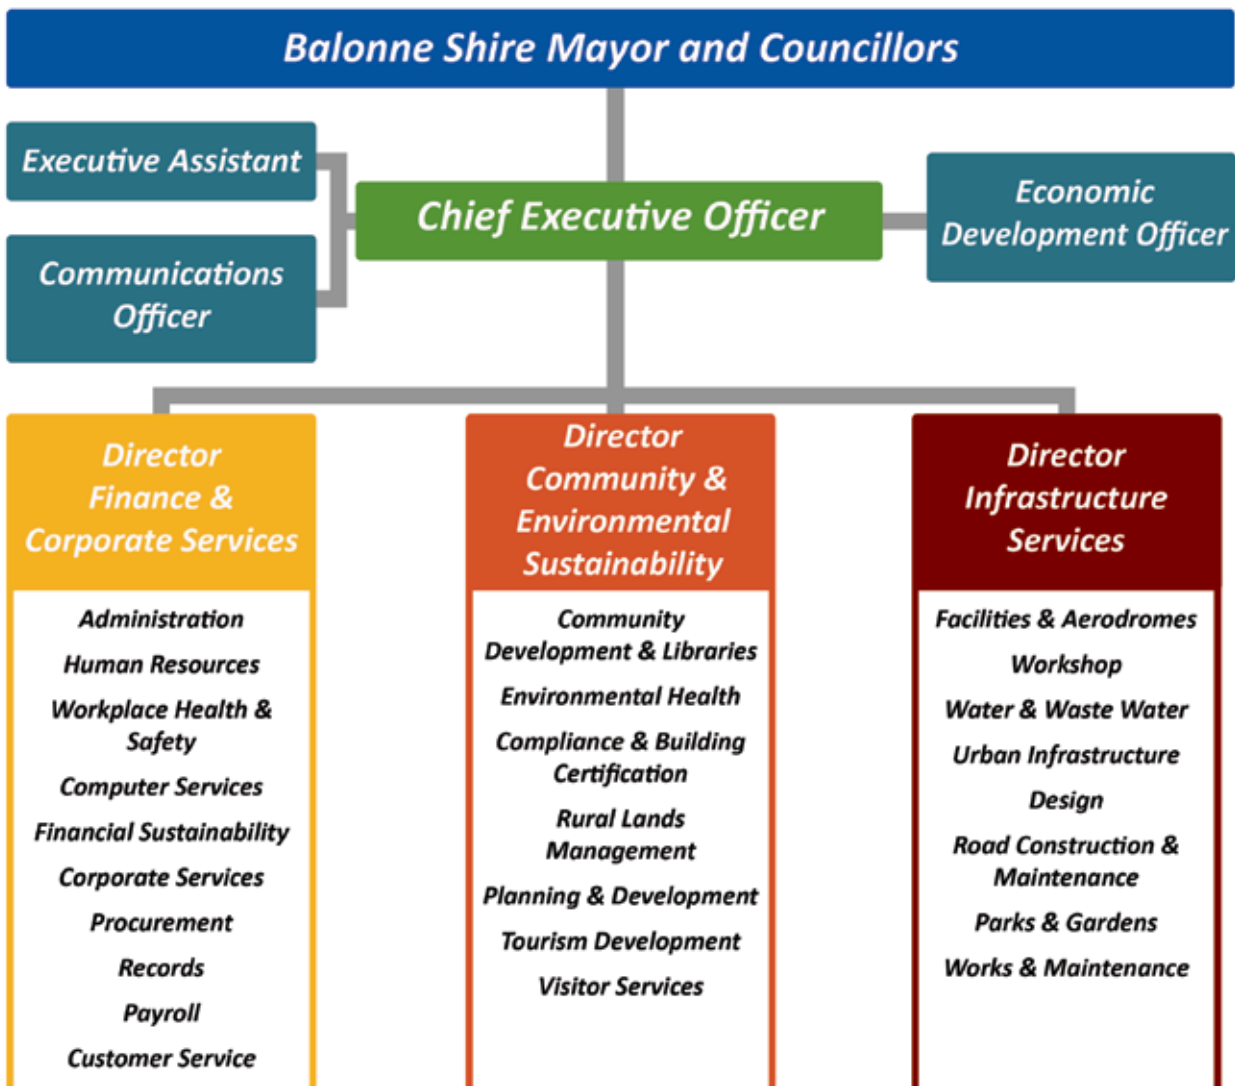 Balonne Shire Mayor and Councillors
Executive Assistant
Communications
Officer
Chief Executive Officer
Economic
Development Officer
Director
Finance &
Corporate Services
Administration
Human Resources
Workplace Health &
Safety
Computer Services
Financial Sustainability
Corporate Services
Procurement
Records
Payroll
Customer Service
Director
Community &
Environmental
Sustainability
Community
Development & Libraries
Environmental Health
Compliance & Building
Certification
Rural Lands
Management
Planning & Development
Tourism Development
Visitor Services
Director
Infrastructure
Services
Facilities & Aerodromes
Workshop
Water & Waste Water
Urban Infrastructure
Design
Road Construction &
Maintenance
Parks & Gardens
Works & Maintenance